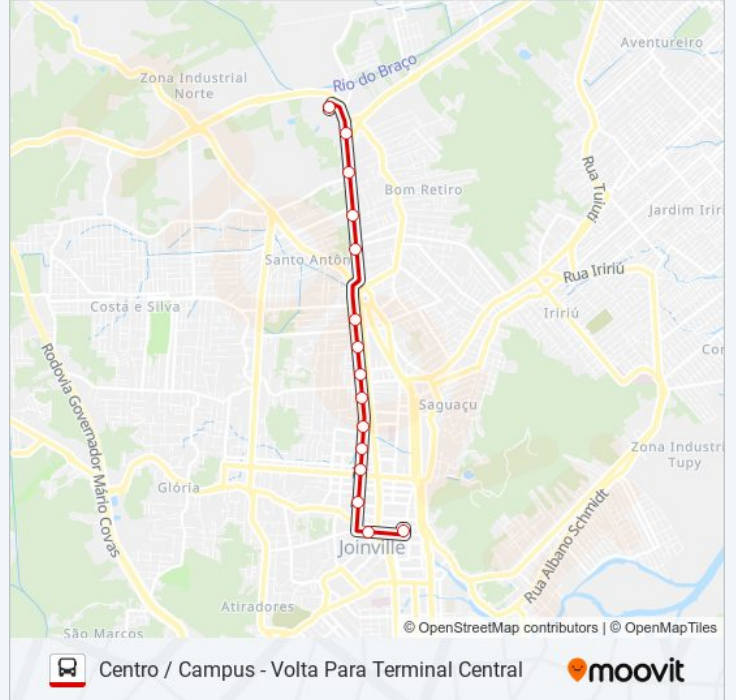 Aventureiro
Rio do Braço
Zona Industrial
Norte
Bom Retiro
Rua Tuiuti
Jardim Iriri
Santo Antôn
Rua Iririú
Costa e Silva
Iririú
Rodovia Governador Mário Covas
Cor
Saguaçu
Zona Industri
Tupy
Glória
Rua Albano Schmidt
Joinville
Atiradores
São Marcos
© OpenStreetMap contributors | © OpenMapTiles
Centro / Campus - Volta Para Terminal Central
moovit